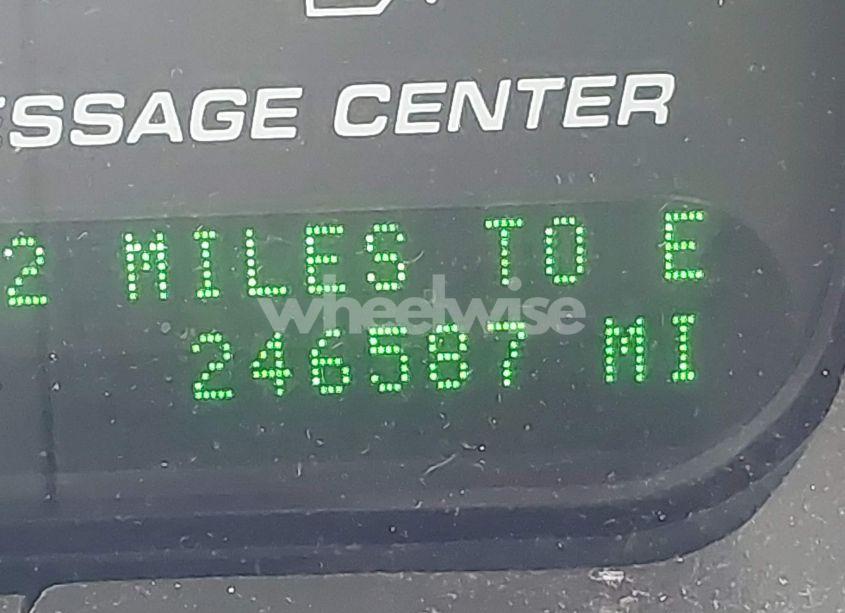 ESSAGE CENTER
2 MILES TO E
wheelwise
246587 MI